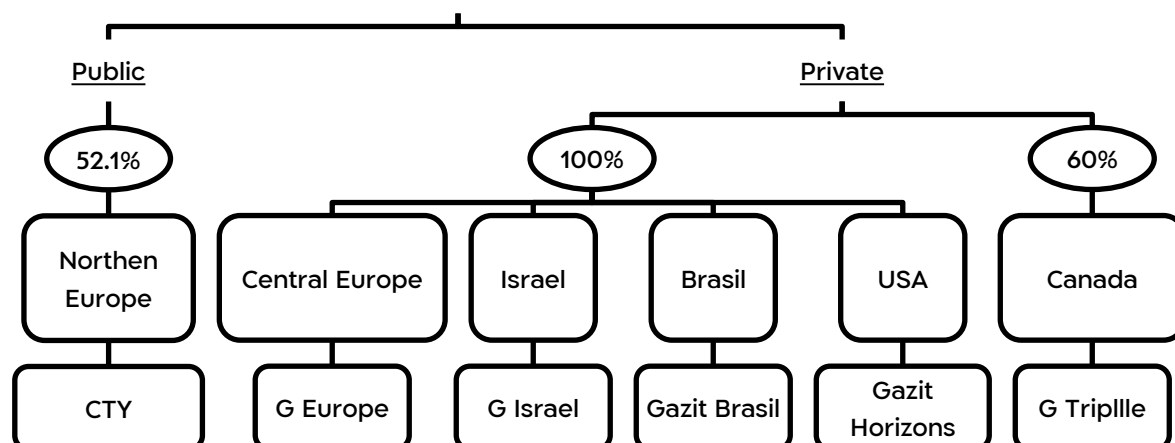 Public
Private
52.1%
100%
60%
Northen
Europe
Central Europe
Israel
Brasil
USA
Canada
CTY
G Europe
G Israel
Gazit Brasil
Gazit
Horizons
G Tripllle